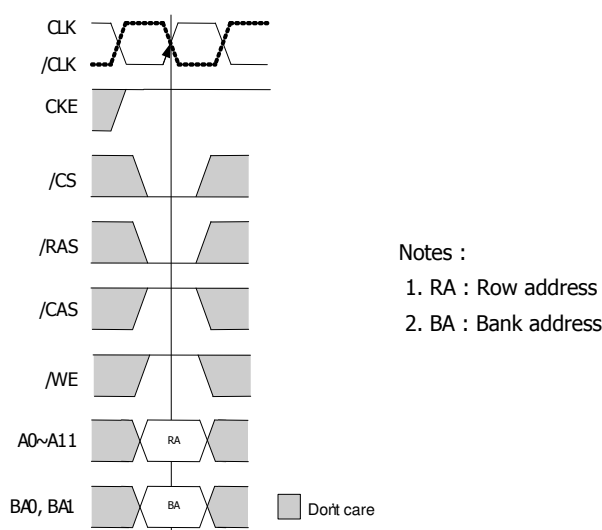 CLK
/CLK
CKE
/CS
/RAS
/CAS
/WE
A0~A11 RA
BA0, BA1 BA
Don't care
Notes :
1. RA : Row address
2. BA : Bank address